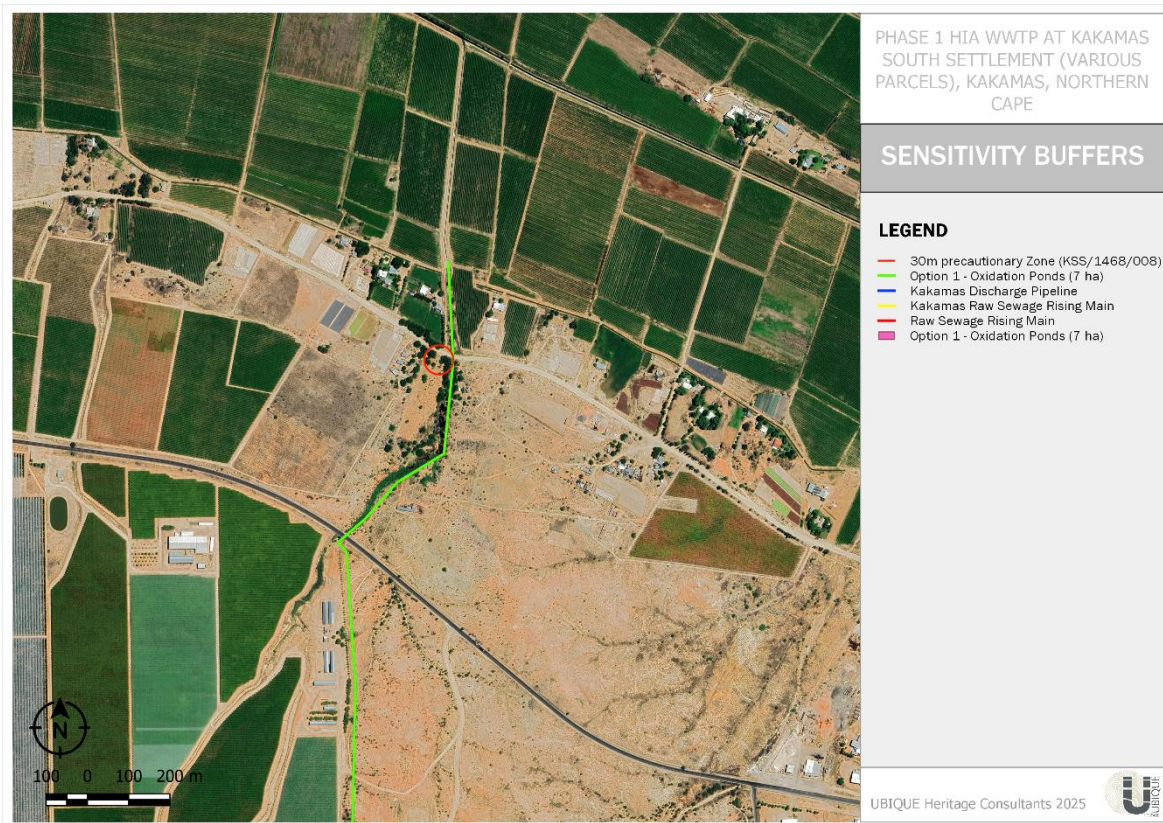 PHASE 1 HIA WWTP AT KAKAMAS
SOUTH SETTLEMENT (VARIOUS
PARCELS), KAKAMAS, NORTHERN
CAPE
SENSITIVITY BUFFERS
LEGEND
30m precautionary Zone (KSS/1468/008)
Option 1 - Oxidation Ponds (7 ha)
Kakamas Discharge Pipeline
Kakamas Raw Sewage Rising Main
Raw Sewage Rising Main
Option 1 - Oxidation Ponds (7 ha)
N
100 0 100 200 m
UBIQUE Heritage Consultants 2025
U
UBIQUE